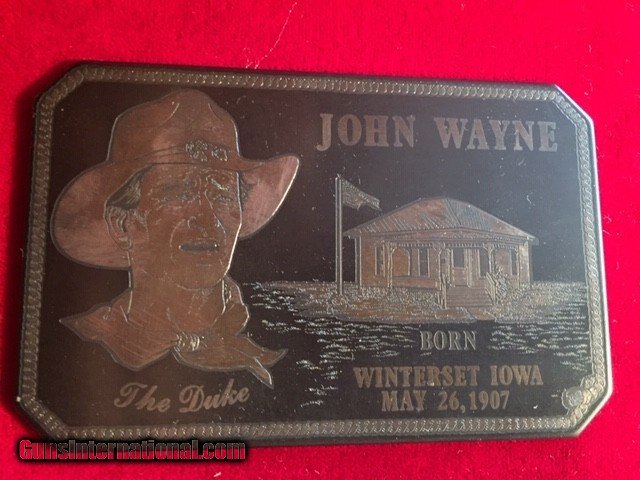 JOHN WAYNE
BORN
WINTERSET IOWA
MAY 26, 1907
The Duke
GunsInternational.com